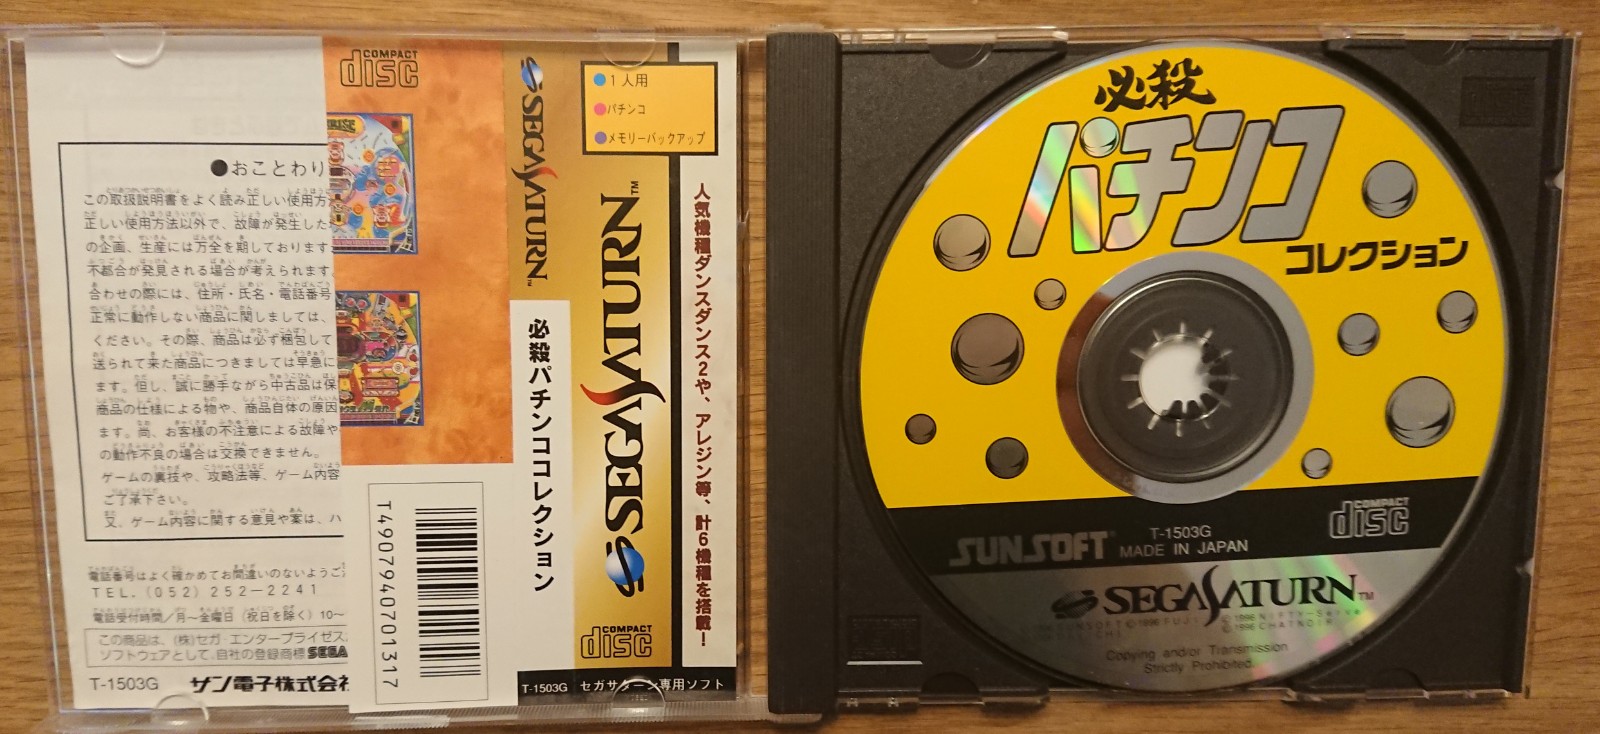 ●おことわり
この取扱説明書をよく読み正しい使用方
正しい使用方法以外で、故障が発生した
の企画、生産には万全を期しております
不都合が発見される場合が考えられます
合わせの際には、住所・氏名・電話番号
正常に動作しない商品に関しましては、
ください。その際、商品は必ず梱包して
送られて来た商品につきましては早急に
ます。但し、誠に勝手ながら中古品は保
商品の仕様による物や、商品自体の原因
ます。尚、お客様の不注意による故障や
の動作不良の場合は交換できません。
ゲームの裏技や、攻略法等、ゲーム内容
ご了承下さい。
又、ゲーム内容に関する意見や案は、ハ
電話番号はよく確かめてお間違いのないようご
TEL.(052) 252-2241
電話受付時間/月~金曜日 (祝日を除く) 10~
この商品は、(株)セガ・エンタープライゼス
ソフトウェアとして、自社の登録商標 SEGA
T-1503G サン電子株式会社
COMPACT
disc
T4907940701317
SEGA SATURN™
必殺パチンココレクション
T-1503G セガサターン専用ソフト
●1人用
●パチンコ
●メモリーバックアップ
SEGA SATURN™
COMPACT
disc
人気機種ダンスダンス2や、アレジン等、計6機種を搭載!
必殺
パチンコ
コレクション
SUNSOFT®
T-1503G
MADE IN JAPAN
COMPACT
disc
SEGA SATURN™
Copying and/or Transmission
Strictly Prohibited.